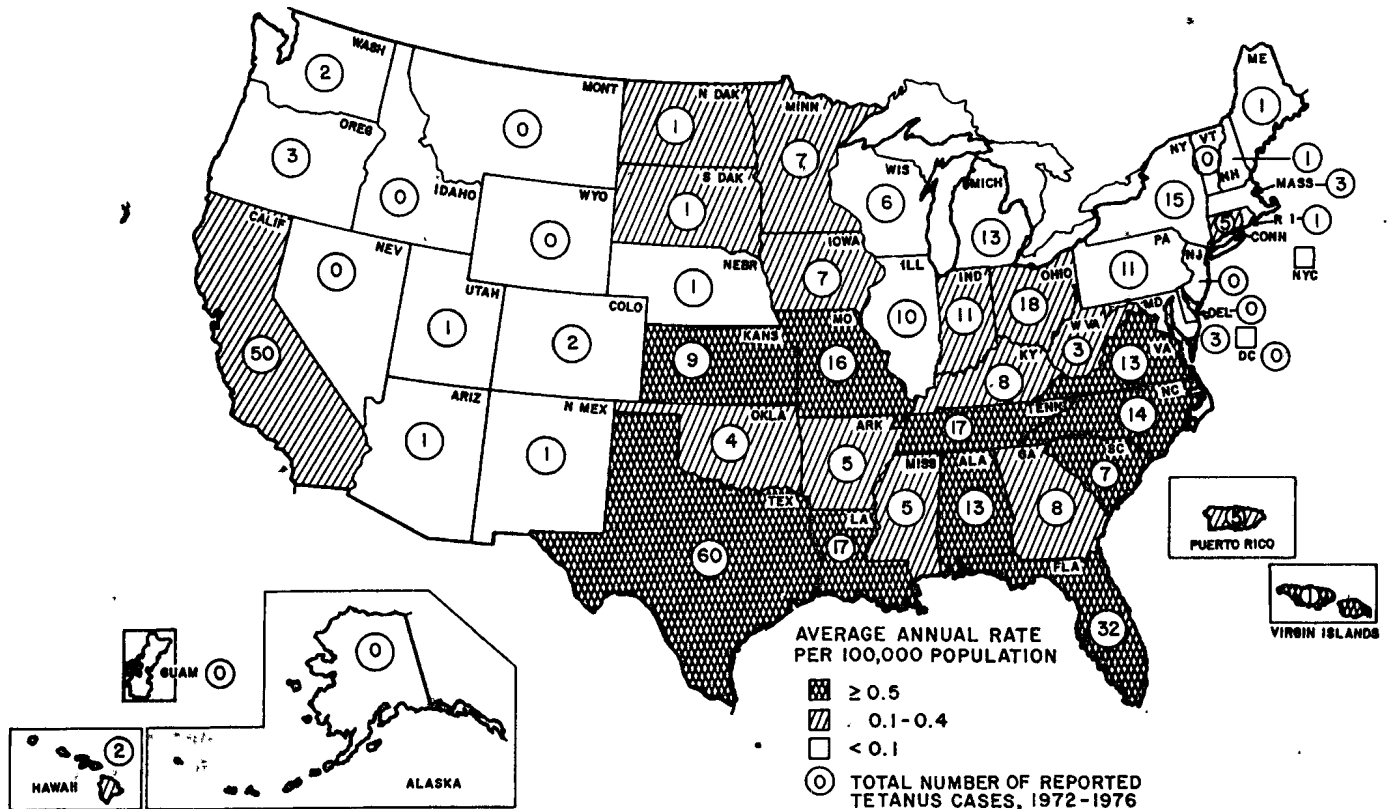 WASH
2
MONT
0
N DAK
1
MINN
7
ME
1
OREG
3
IDAHO
0
WYO
0
S DAK
1
WIS
6
MICH
13
NY
15
VT
0
NH
1
MASS
3
R I
1
CONN
5
NYC
CALIF
50
NEV
0
UTAH
1
COLO
2
NEBR
1
IOWA
7
ILL
10
IND
11
OHIO
18
PA
11
NJ
0
DEL
0
MD
3
DC
0
KANS
9
MO
16
KY
8
W VA
3
VA
13
ARIZ
1
N MEX
1
OKLA
4
ARK
5
TENN
17
NC
14
SC
7
TEX
60
LA
17
MISS
5
ALA
13
GA
8
FLA
32
5
PUERTO RICO
1
VIRGIN ISLANDS
GUAM
0
HAWAII
2
0
ALASKA
AVERAGE ANNUAL RATE
PER 100,000 POPULATION
≥ 0.5
0.1-0.4
< 0.1
0 TOTAL NUMBER OF REPORTED
TETANUS CASES, 1972-1976